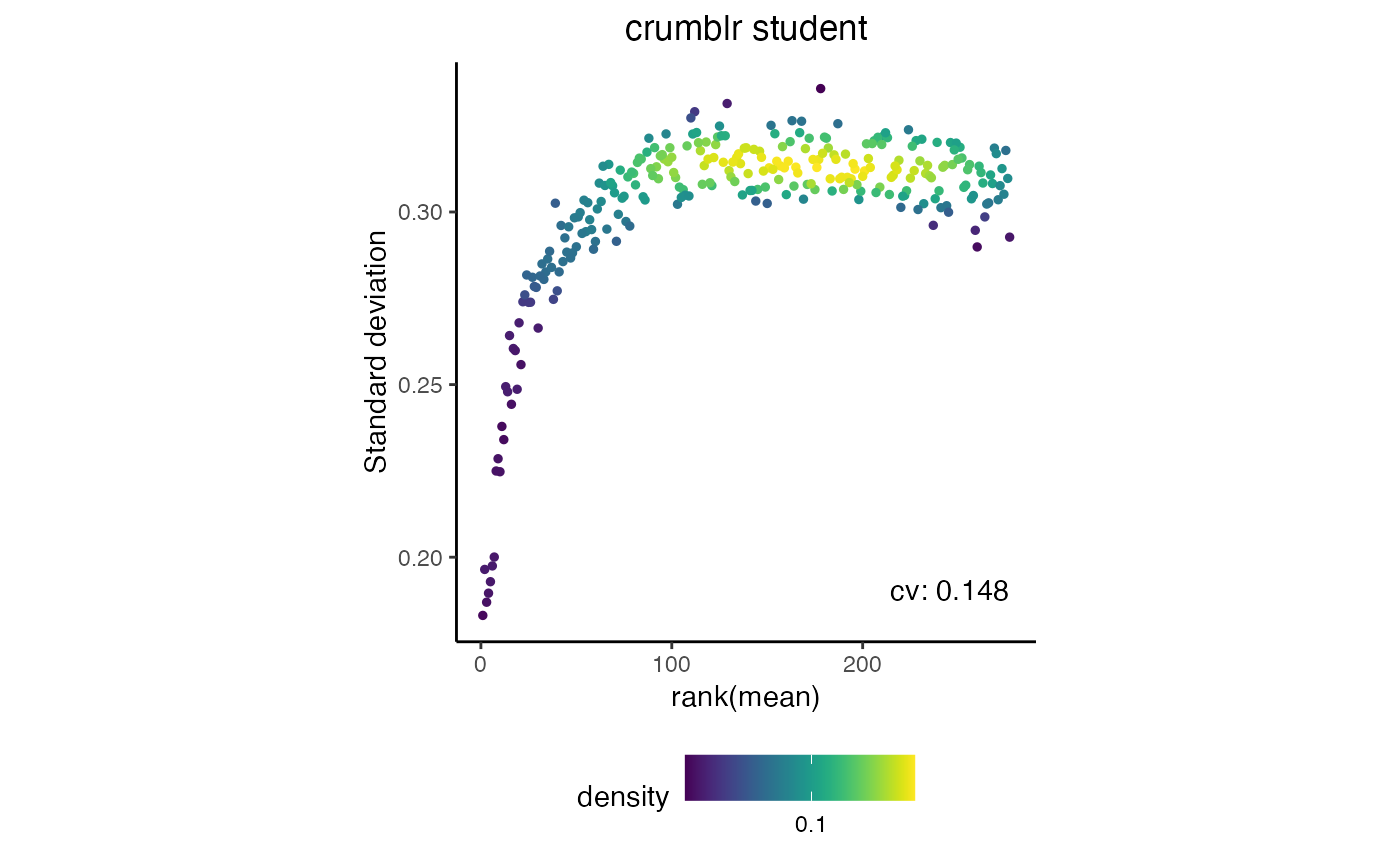 crumblr student
Standard deviation
0.30
0.25
0.20
cv: 0.148
0 100 200
rank(mean)
density
0.1